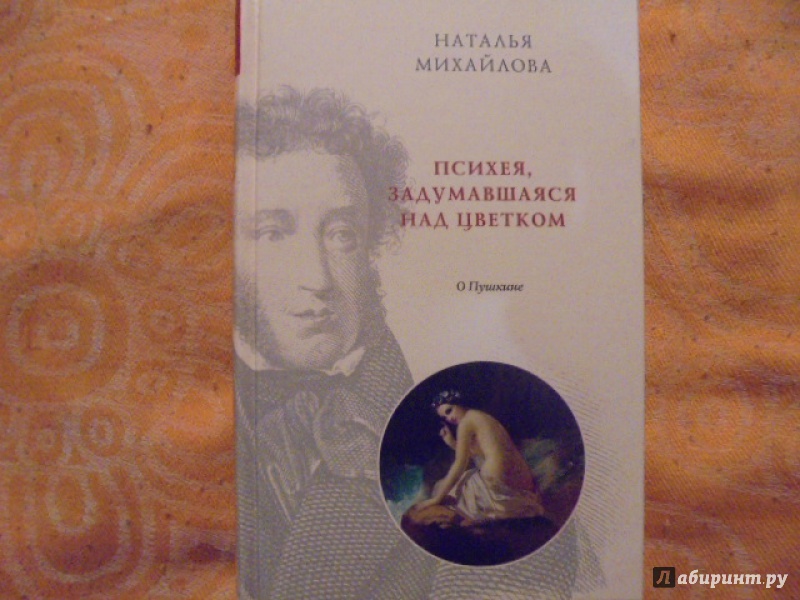 НАТАЛЬЯ
МИХАЙЛОВА
ПСИХЕЯ,
ЗАДУМАВШАЯСЯ
НАД ЦВЕТКОМ
О Пушкине
Лабиринт.ру